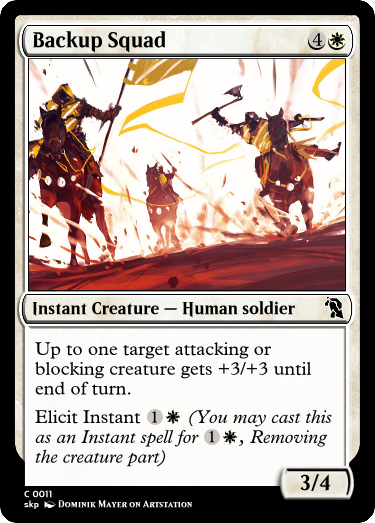 Backup Squad 4
Instant Creature — Human soldier
Up to one target attacking or
blocking creature gets +3/+3 until
end of turn.
Elicit Instant 1 (You may cast this
as an Instant spell for 1 , Removing
the creature part)
3/4
C 0011
skp Dominik Mayer on Artstation